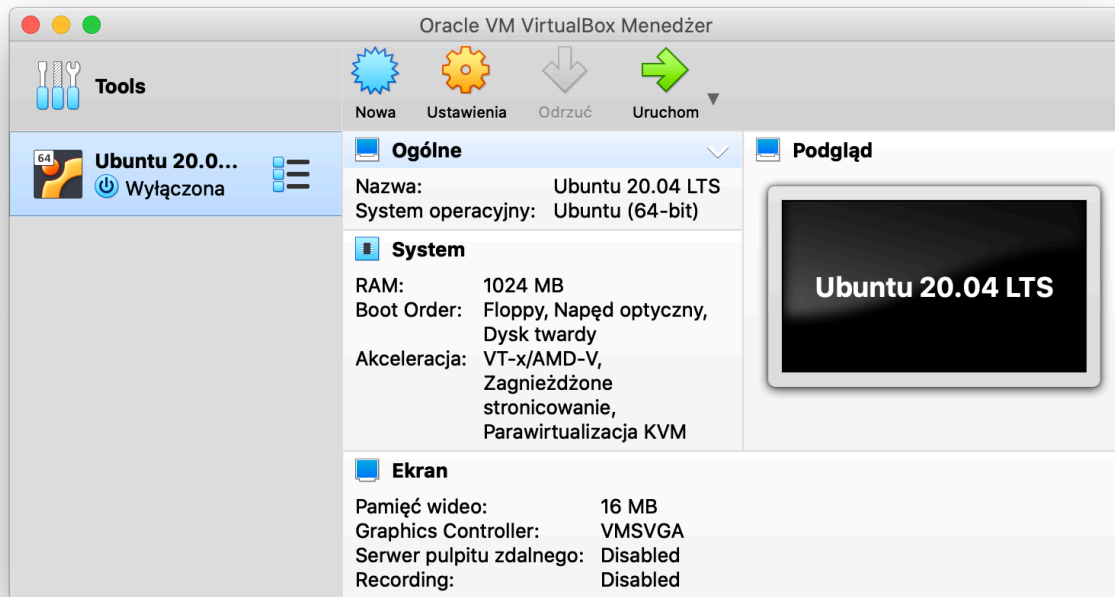 Oracle VM VirtualBox Menedżer
Tools
Nowa
Ustawienia
Odrzuć
Uruchom
64
Ubuntu 20.0...
Wyłączona
Ogólne
Nazwa: Ubuntu 20.04 LTS
System operacyjny: Ubuntu (64-bit)
System
RAM: 1024 MB
Boot Order: Floppy, Napęd optyczny,
Dysk twardy
Akceleracja: VT-x/AMD-V,
Zagnieżdżone
stronicowanie,
Parawirtualizacja KVM
Podgląd
Ubuntu 20.04 LTS
Ekran
Pamięć wideo: 16 MB
Graphics Controller: VMSVGA
Serwer pulpitu zdalnego: Disabled
Recording: Disabled